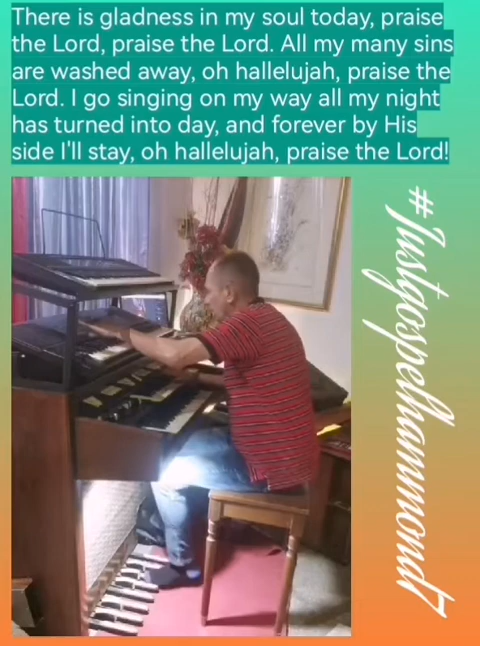 There is gladness in my soul today, praise
the Lord, praise the Lord. All my many sins
are washed away, oh hallelujah, praise the
Lord. I go singing on my way all my night
has turned into day, and forever by His
side I'll stay, oh hallelujah, praise the Lord!
#Justgospelhammond7